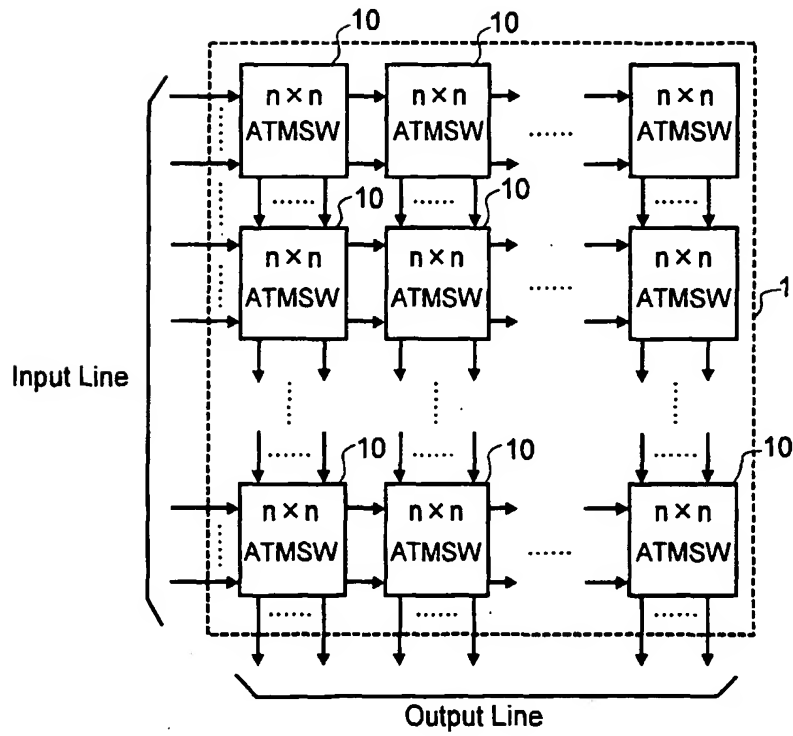 10 10
n×n n×n n×n
ATMSW ATMSW ...... ATMSW
...... ...... ......
10 10
n×n n×n n×n
ATMSW ATMSW ...... ATMSW
1
Input Line
...... ...... ......
10 10 10
n×n n×n n×n
ATMSW ATMSW ...... ATMSW
...... ...... ......
Output Line